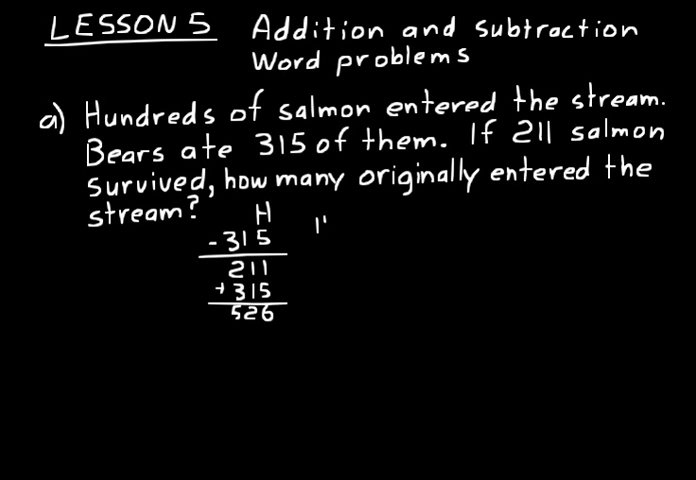 LESSON 5 Addition and subtraction
Word problems
a) Hundreds of salmon entered the stream.
Bears ate 315 of them. If 211 salmon
survived, how many originally entered the
stream? H
- 315
211
+ 315
526